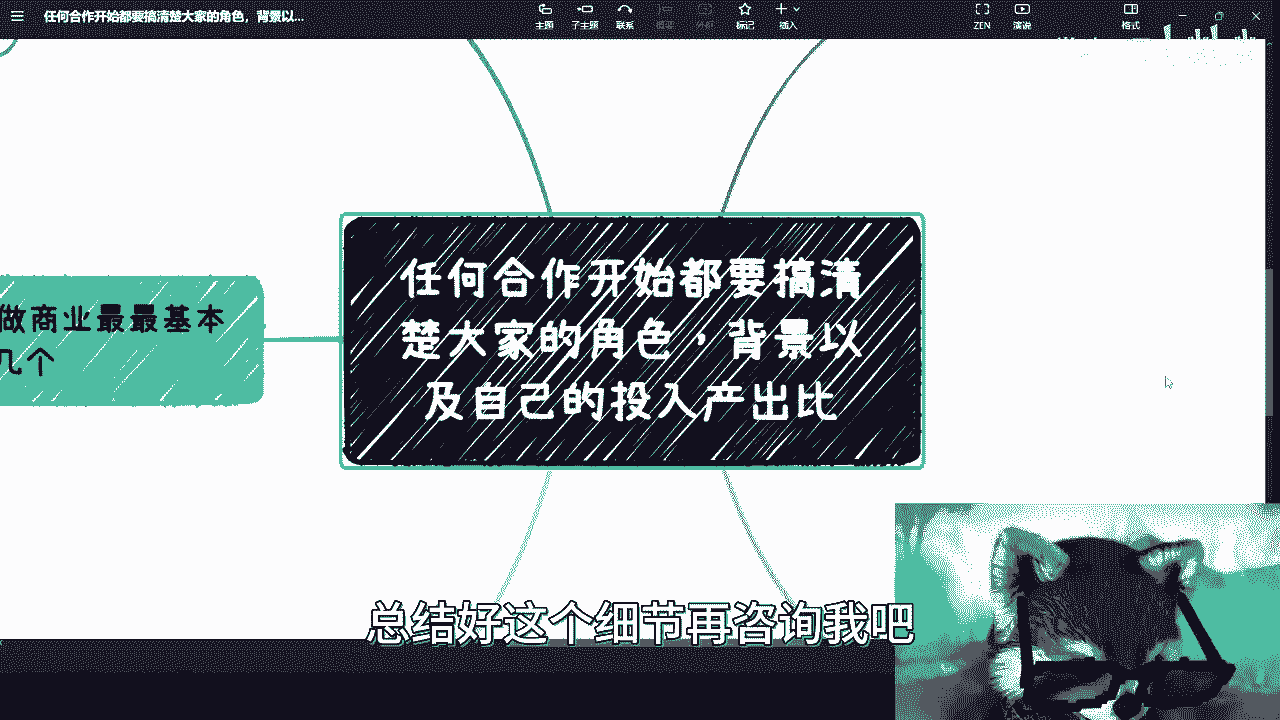 任何合作开始都要搞清楚大家的角色，背景以...
主题
子主题
联系
标记
插入
ZEN
演说
格式
任何合作开始都要搞清
楚大家的角色，背景以
及自己的投入产出比
做商业最最基本
几个
总结好这个细节再咨询我吧